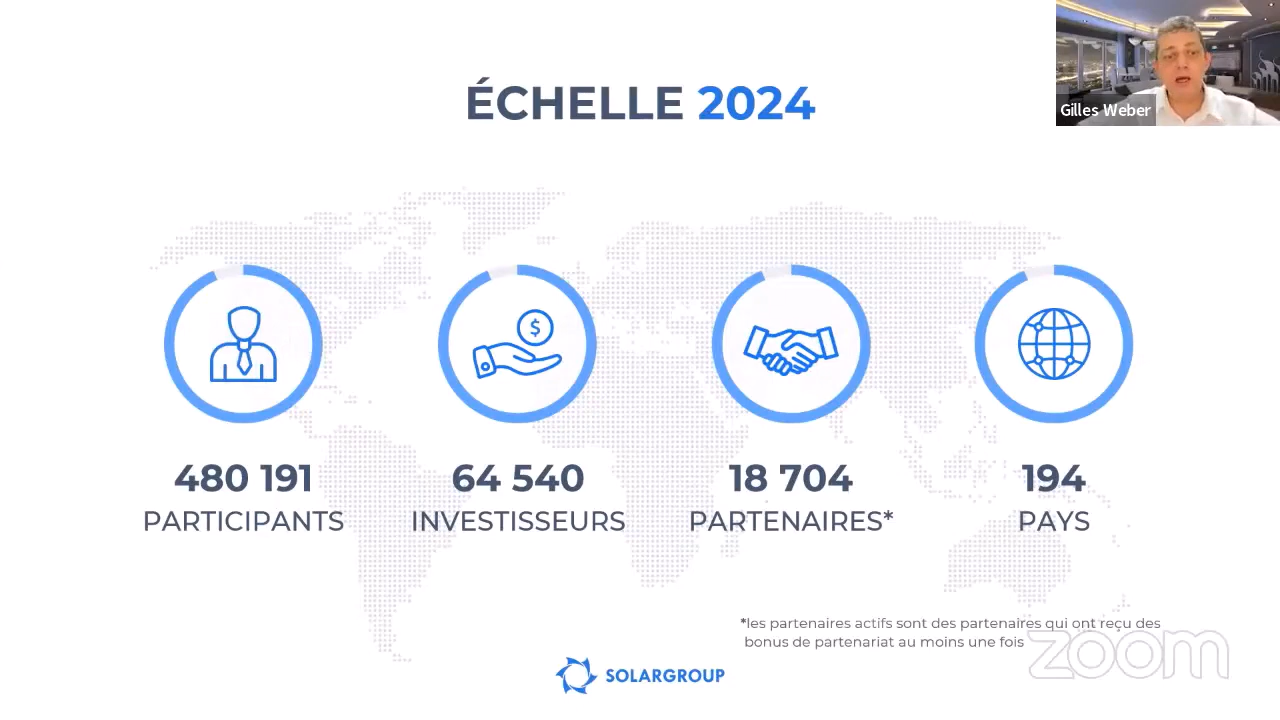 ÉCHELLE 2024
Gilles Weber
$
480 191
PARTICIPANTS
64 540
INVESTISSEURS
18 704
PARTENAIRES*
194
PAYS
*les partenaires actifs sont des partenaires qui ont reçu des
bonus de partenariat au moins une fois
zoom
SOLARGROUP